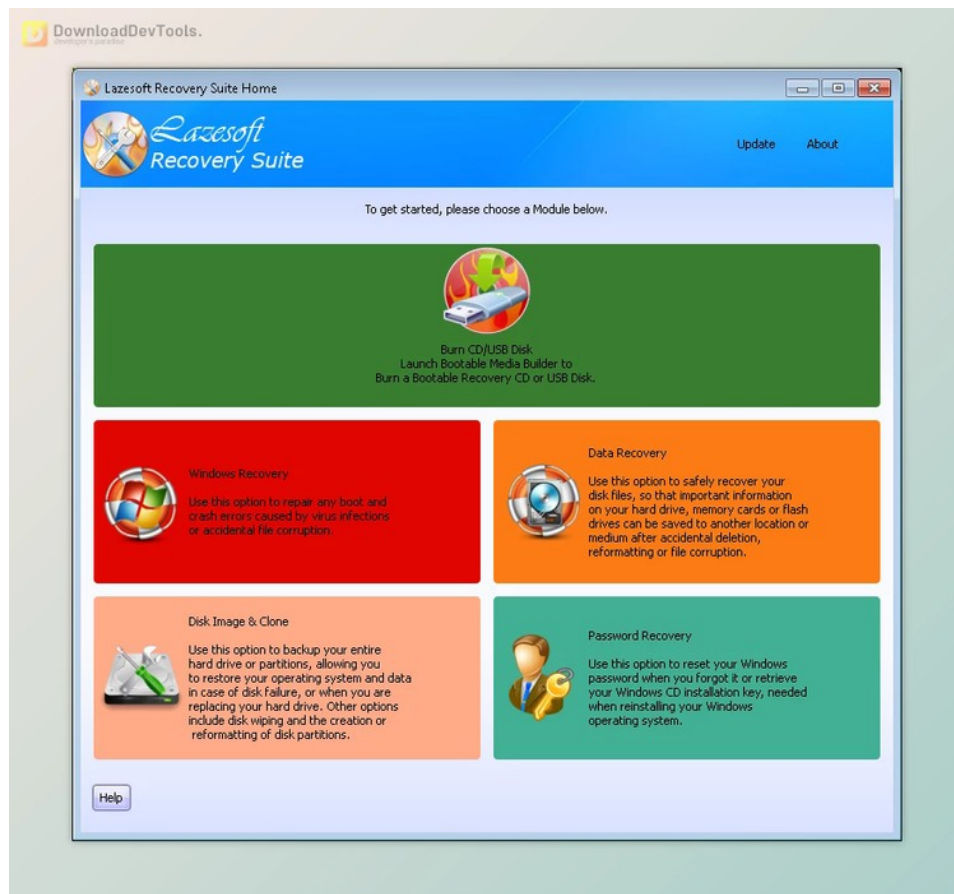 DownloadDevTools.
developer's paradise
Lazesoft Recovery Suite Home
Lazesoft
Recovery Suite
Update
About
To get started, please choose a Module below.
Burn CD/USB Disk
Launch Bootable Media Builder to
Burn a Bootable Recovery CD or USB Disk.
Windows Recovery
Use this option to repair any boot and
crash errors caused by virus infections
or accidental file corruption.
Data Recovery
Use this option to safely recover your
disk files, so that important information
on your hard drive, memory cards or flash
drives can be saved to another location or
medium after accidental deletion,
reformatting or file corruption.
Disk Image & Clone
Use this option to backup your entire
hard drive or partitions, allowing you
to restore your operating system and data
in case of disk failure, or when you are
replacing your hard drive. Other options
include disk wiping and the creation or
reformatting of disk partitions.
Password Recovery
Use this option to reset your Windows
password when you forgot it or retrieve
your Windows CD installation key, needed
when reinstalling your Windows
operating system.
Help